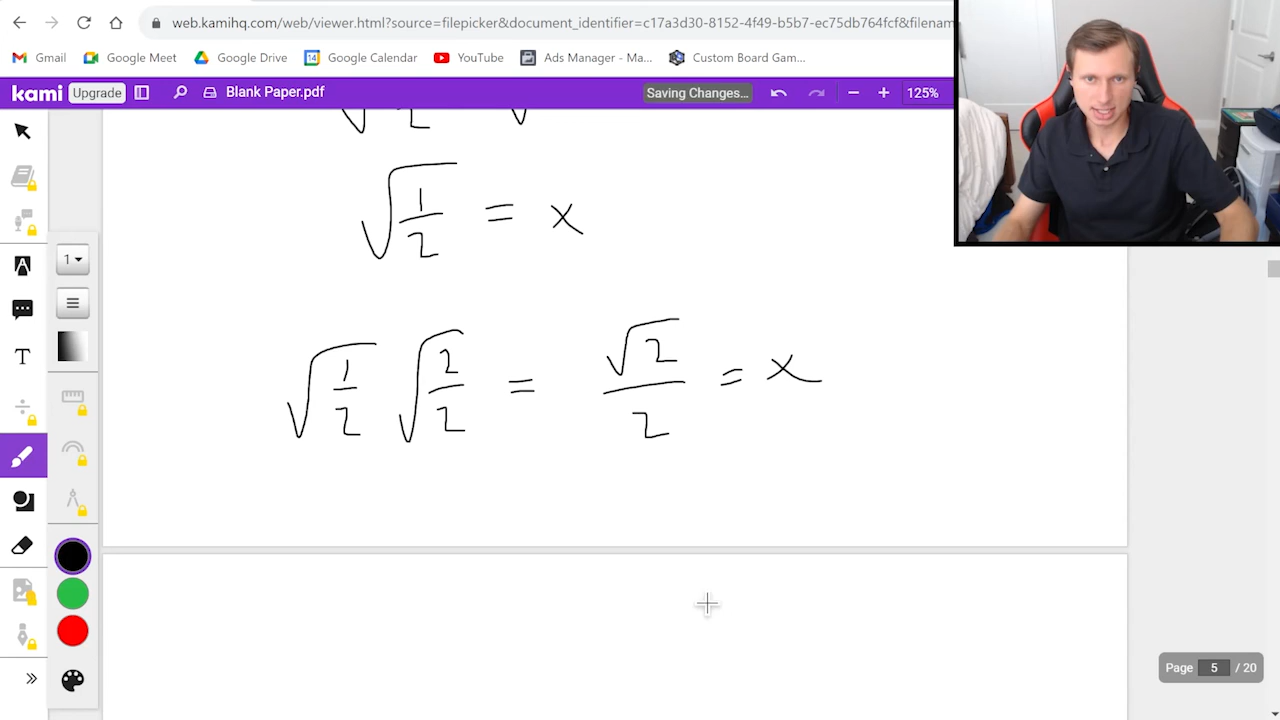 web.kamihq.com/web/viewer.html?source=filepicker&document_identifier=c17a3d30-8152-4f49-b5b7-ec75db764fcf&filenam
Gmail Google Meet Google Drive Google Calendar YouTube Ads Manager - Ma... Custom Board Gam...
kami Upgrade Blank Paper.pdf Saving Changes... 125%
√ 2 √
√(1/2) = x
1
√(1/2) √(2/2) = √2/2 = x
T
Page 5 / 20